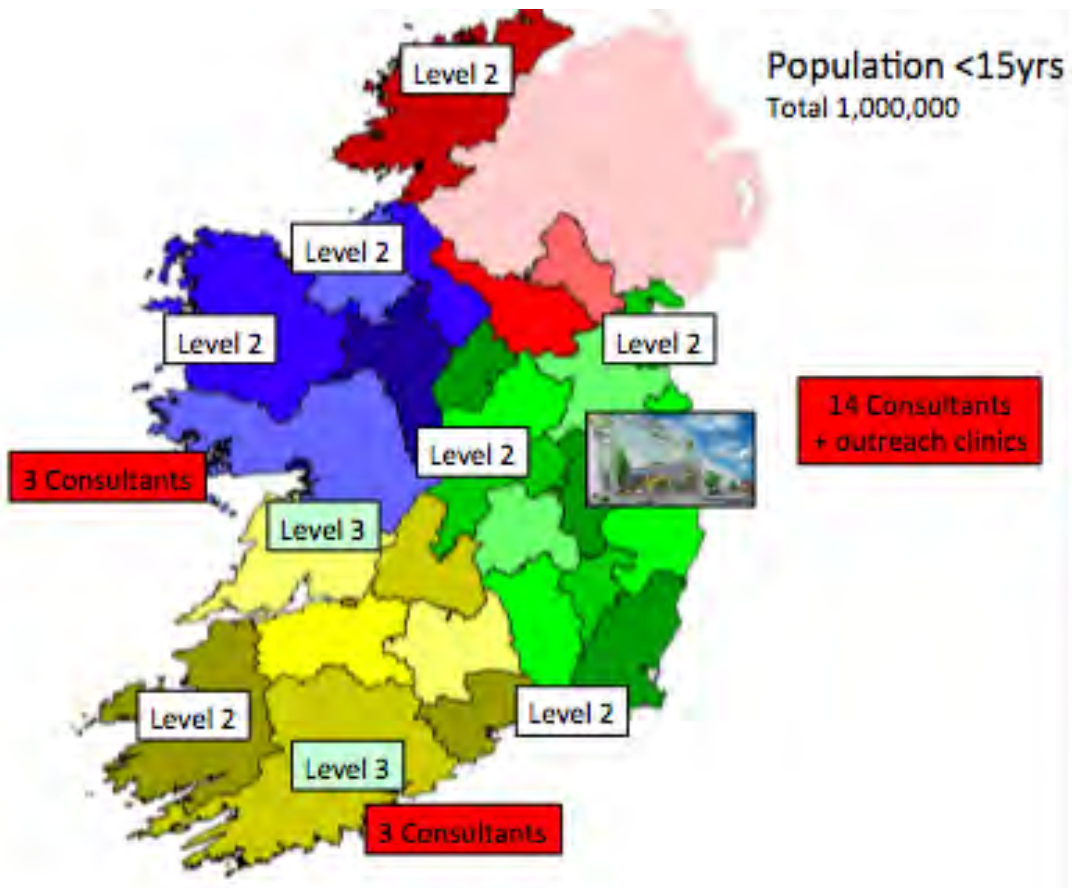 Level 2
Population <15yrs
Total 1,000,000
Level 2
Level 2
Level 2
14 Consultants
+ outreach clinics
Level 2
3 Consultants
Level 3
Level 2
Level 2
Level 3
3 Consultants